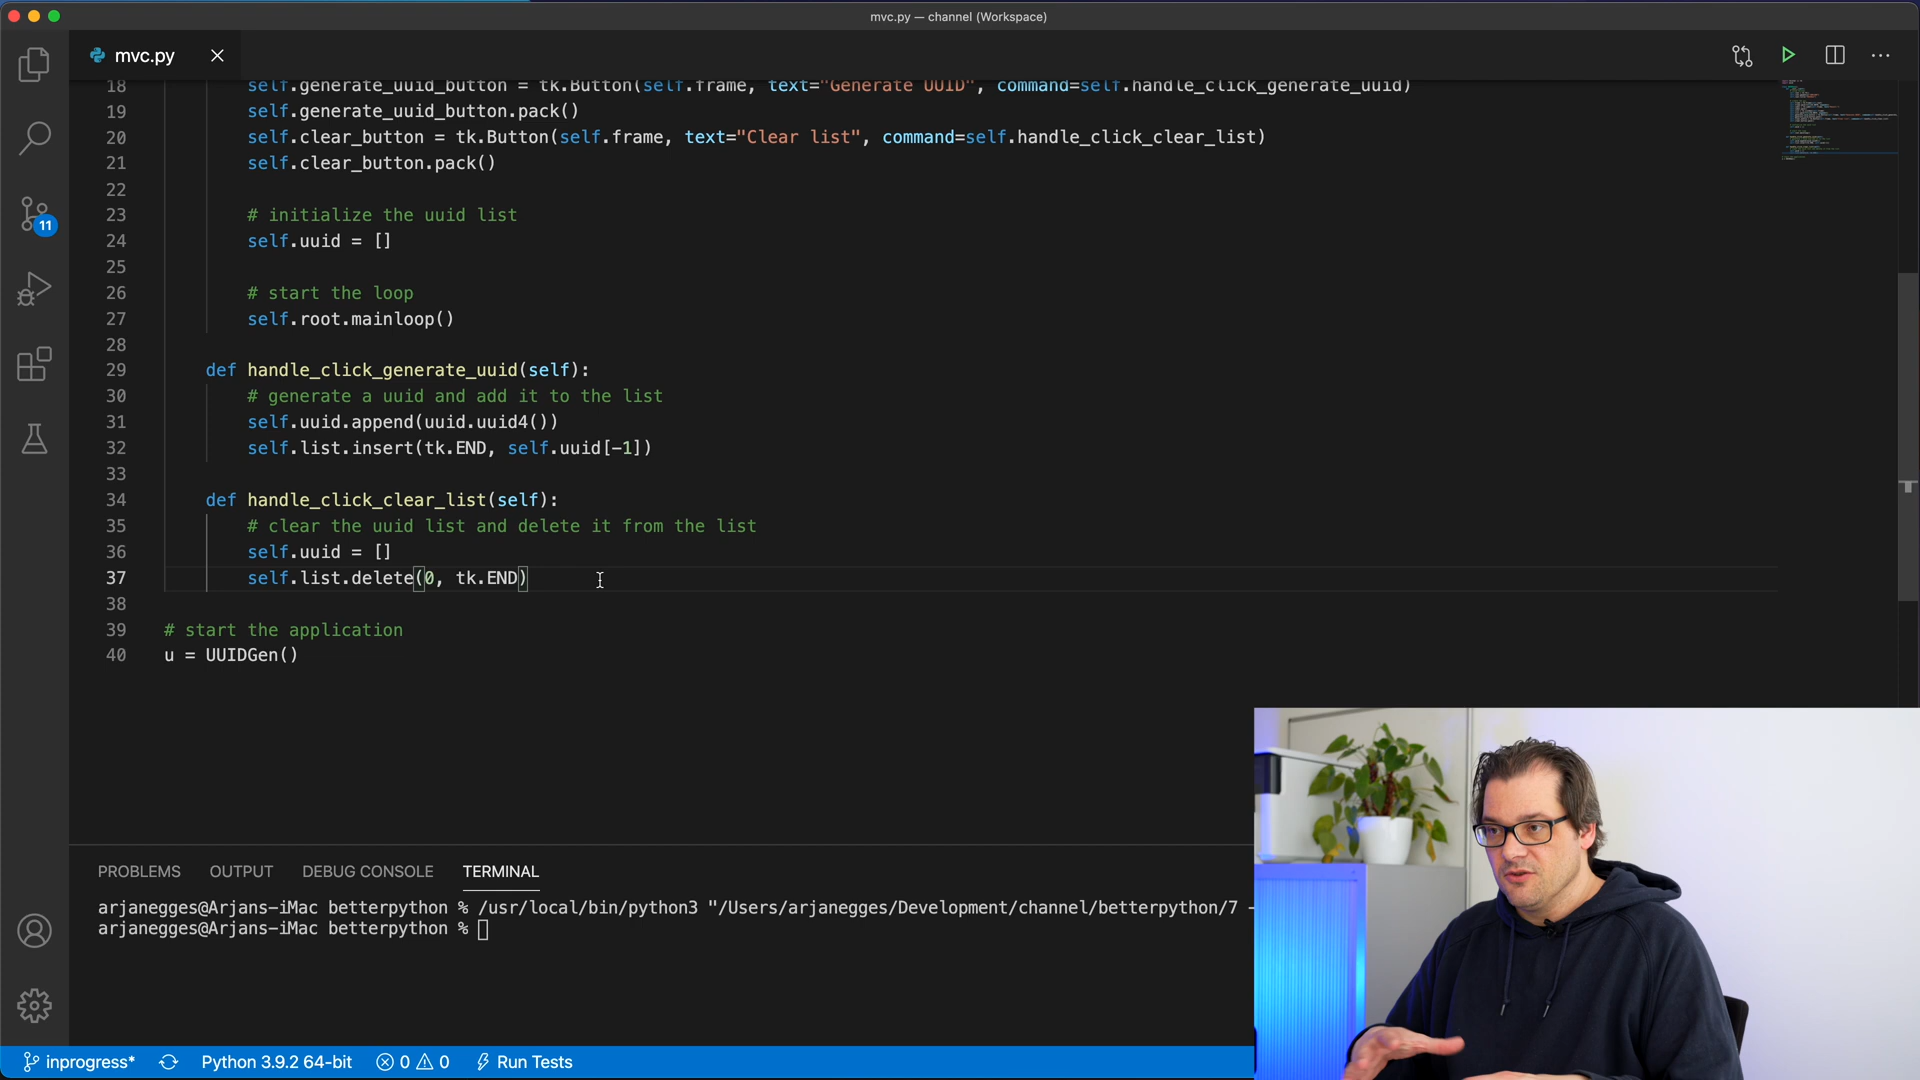 mvc.py — channel (Workspace)
mvc.py
18 self.generate_uuid_button = tk.Button(self.frame, text="Generate UUID", command=self.handle_click_generate_uuid)
19 self.generate_uuid_button.pack()
20 self.clear_button = tk.Button(self.frame, text="Clear list", command=self.handle_click_clear_list)
21 self.clear_button.pack()
22
23 # initialize the uuid list
24 self.uuid = []
25
26 # start the loop
27 self.root.mainloop()
28
29 def handle_click_generate_uuid(self):
30 # generate a uuid and add it to the list
31 self.uuid.append(uuid.uuid4())
32 self.list.insert(tk.END, self.uuid[-1])
33
34 def handle_click_clear_list(self):
35 # clear the uuid list and delete it from the list
36 self.uuid = []
37 self.list.delete(0, tk.END)
38
39 # start the application
40 u = UUIDGen()
11
PROBLEMS OUTPUT DEBUG CONSOLE TERMINAL
arjanegges@Arjans-iMac betterpython % /usr/local/bin/python3 "/Users/arjanegges/Development/channel/betterpython/7 -
arjanegges@Arjans-iMac betterpython %
inprogress* Python 3.9.2 64-bit 0 0 Run Tests